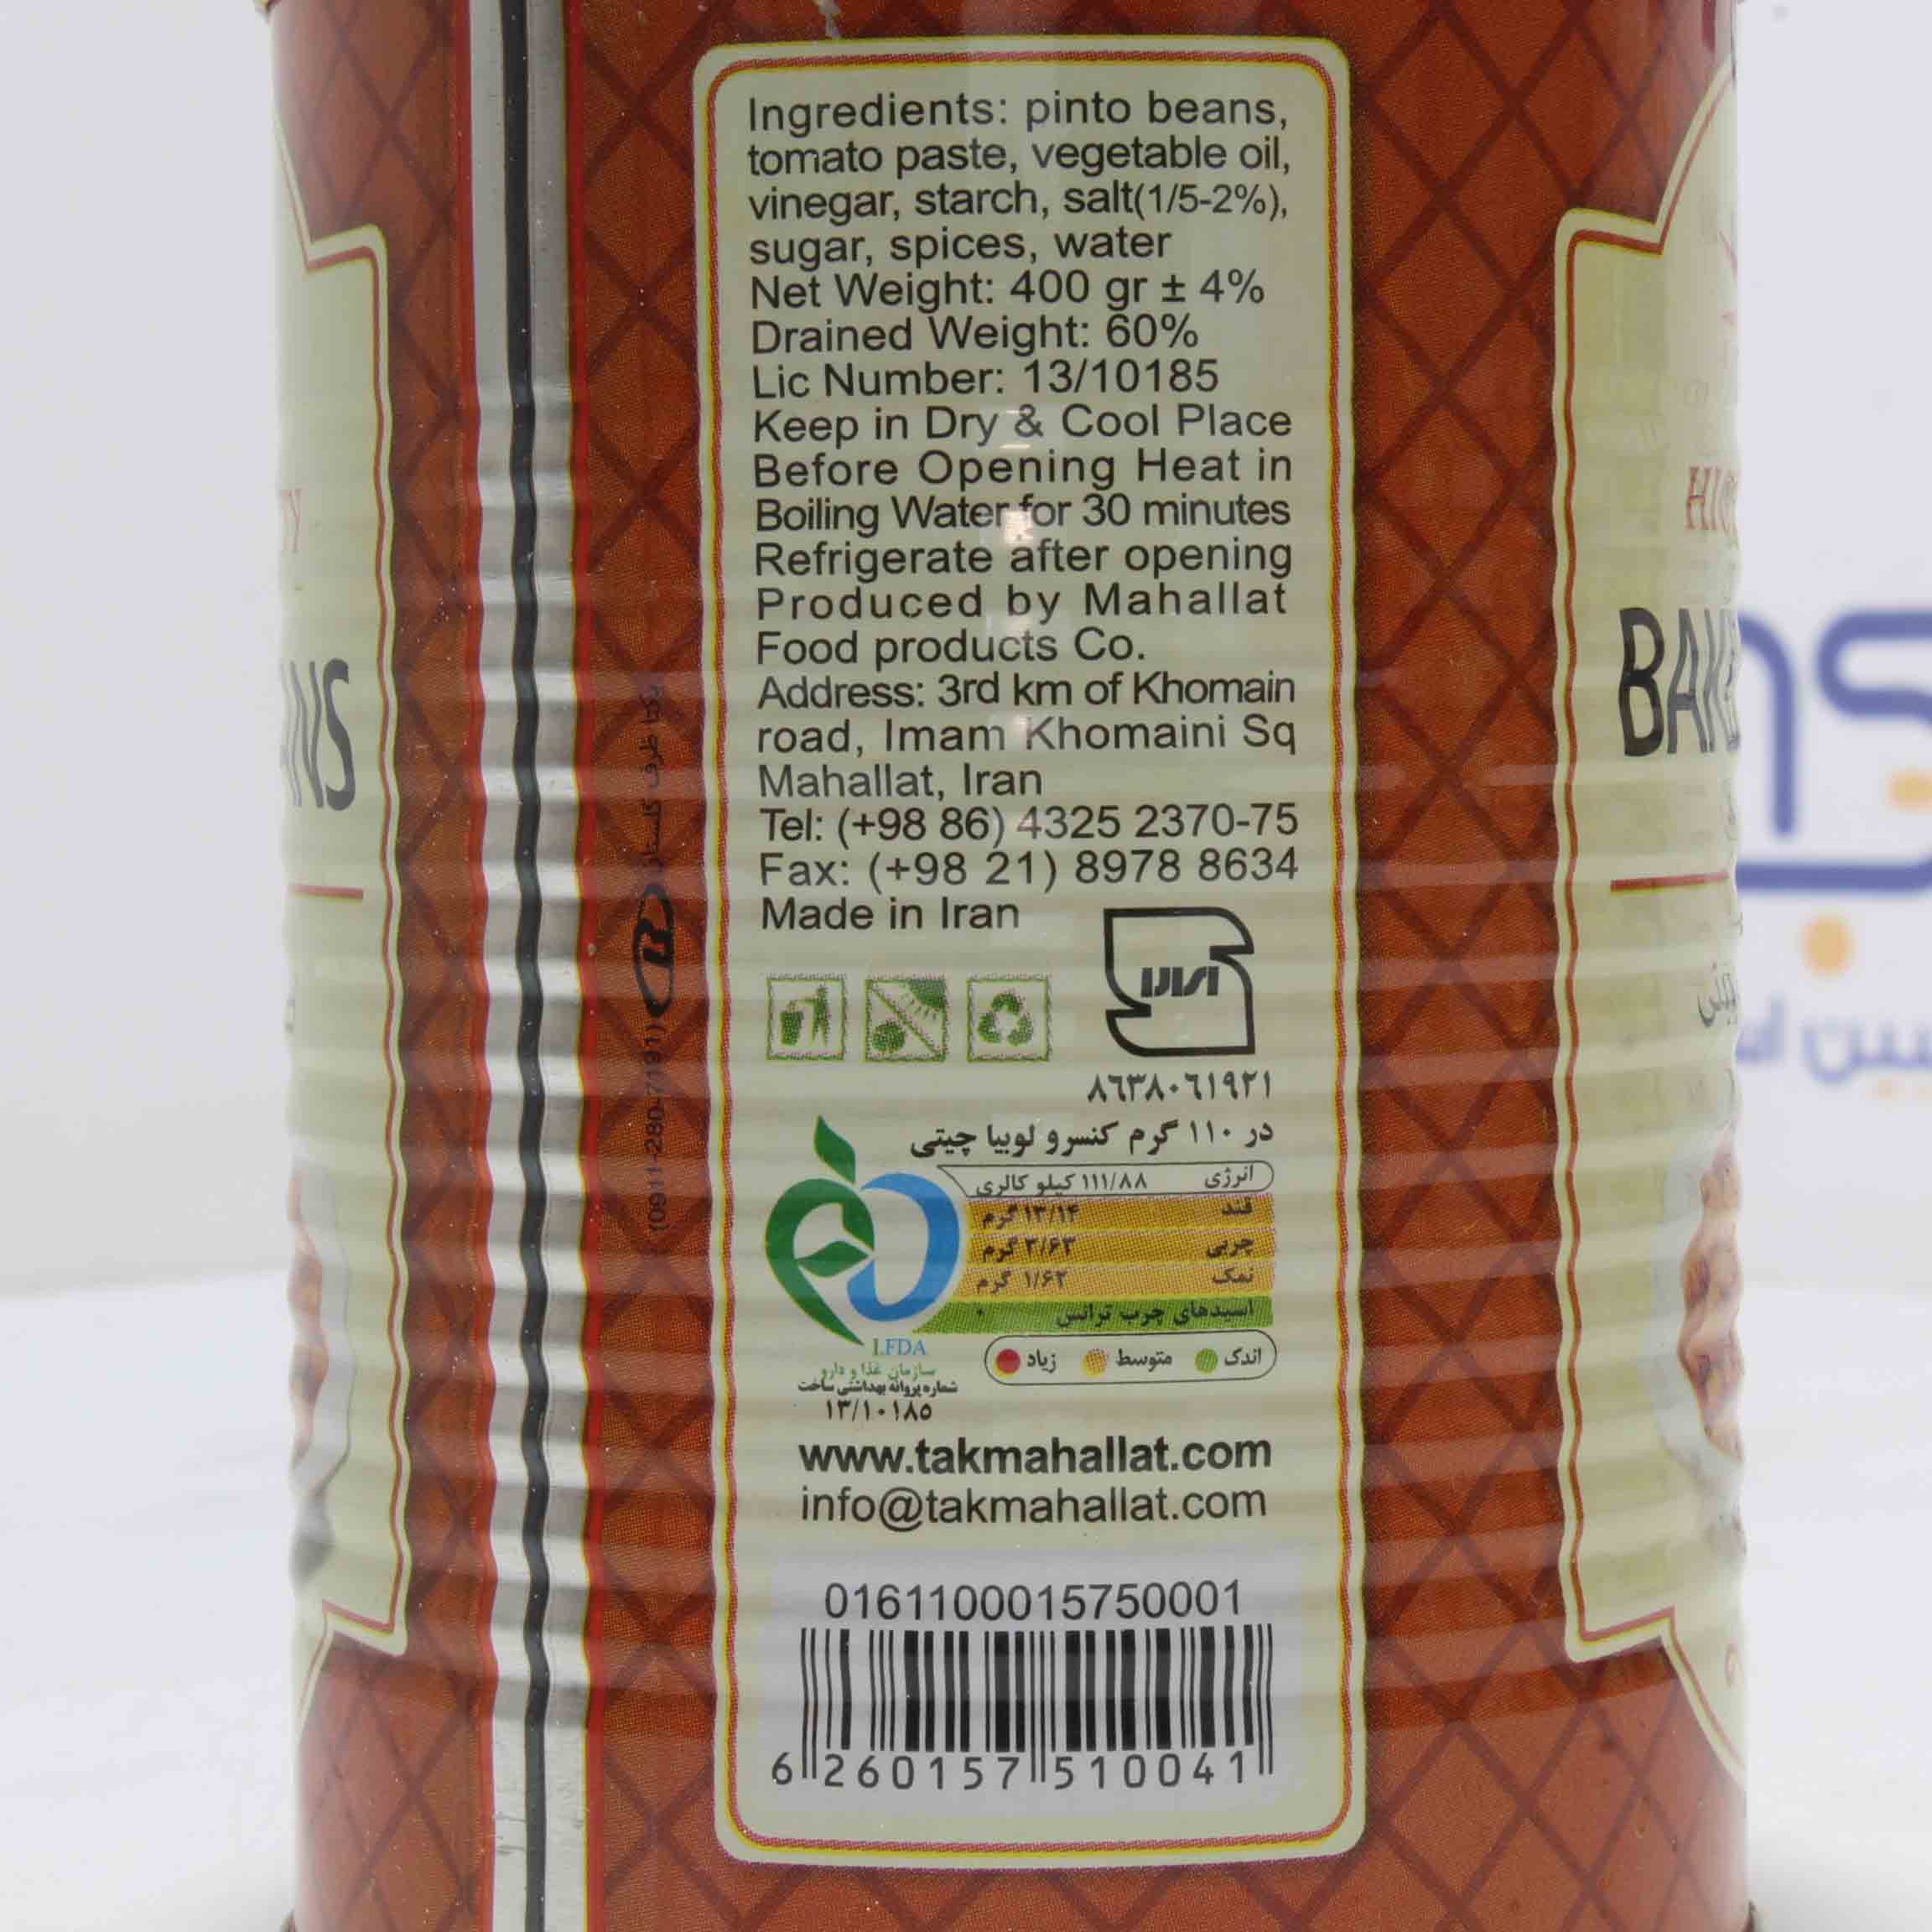 Ingredients: pinto beans,
tomato paste, vegetable oil,
vinegar, starch, salt(1/5-2%),
sugar, spices, water
Net Weight: 400 gr ± 4%
Drained Weight: 60%
Lic Number: 13/10185
Keep in Dry & Cool Place
Before Opening Heat in
Boiling Water for 30 minutes
Refrigerate after opening
Produced by Mahallat
Food products Co.
Address: 3rd km of Khomain
road, Imam Khomaini Sq
Mahallat, Iran
Tel: (+98 86) 4325 2370-75
Fax: (+98 21) 8978 8634
Made in Iran
۸۶۳۸۰۶۱۹۲۱
در ۱۱۰ گرم کنسرو لوبیا چیتی
انرژی ۱۱۱/۸۸ کیلو کالری
قند ۱۳/۱۴ گرم
چربی ۲/۶۳ گرم
نمک ۱/۶۲ گرم
اسیدهای چرب ترانس ۰
اندک متوسط زیاد
I.FDA
سازمان غذا و دارو
شماره پروانه بهداشتی ساخت
۱۳/۱۰۱۸۵
www.takmahallat.com
info@takmahallat.com
0161100015750001
6 260157 510041
(0911-280-7191)